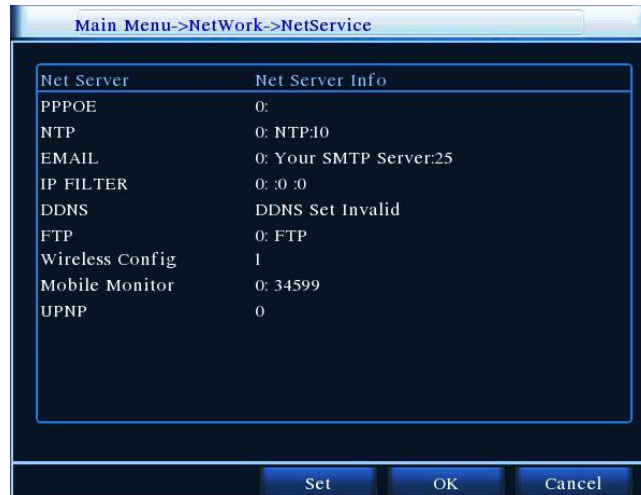 Main Menu->NetWork->NetService
Net Server Net Server Info
PPPOE 0:
NTP 0: NTP:10
EMAIL 0: Your SMTP Server:25
IP FILTER 0: :0 :0
DDNS DDNS Set Invalid
FTP 0: FTP
Wireless Config 1
Mobile Monitor 0: 34599
UPNP 0
Set OK Cancel